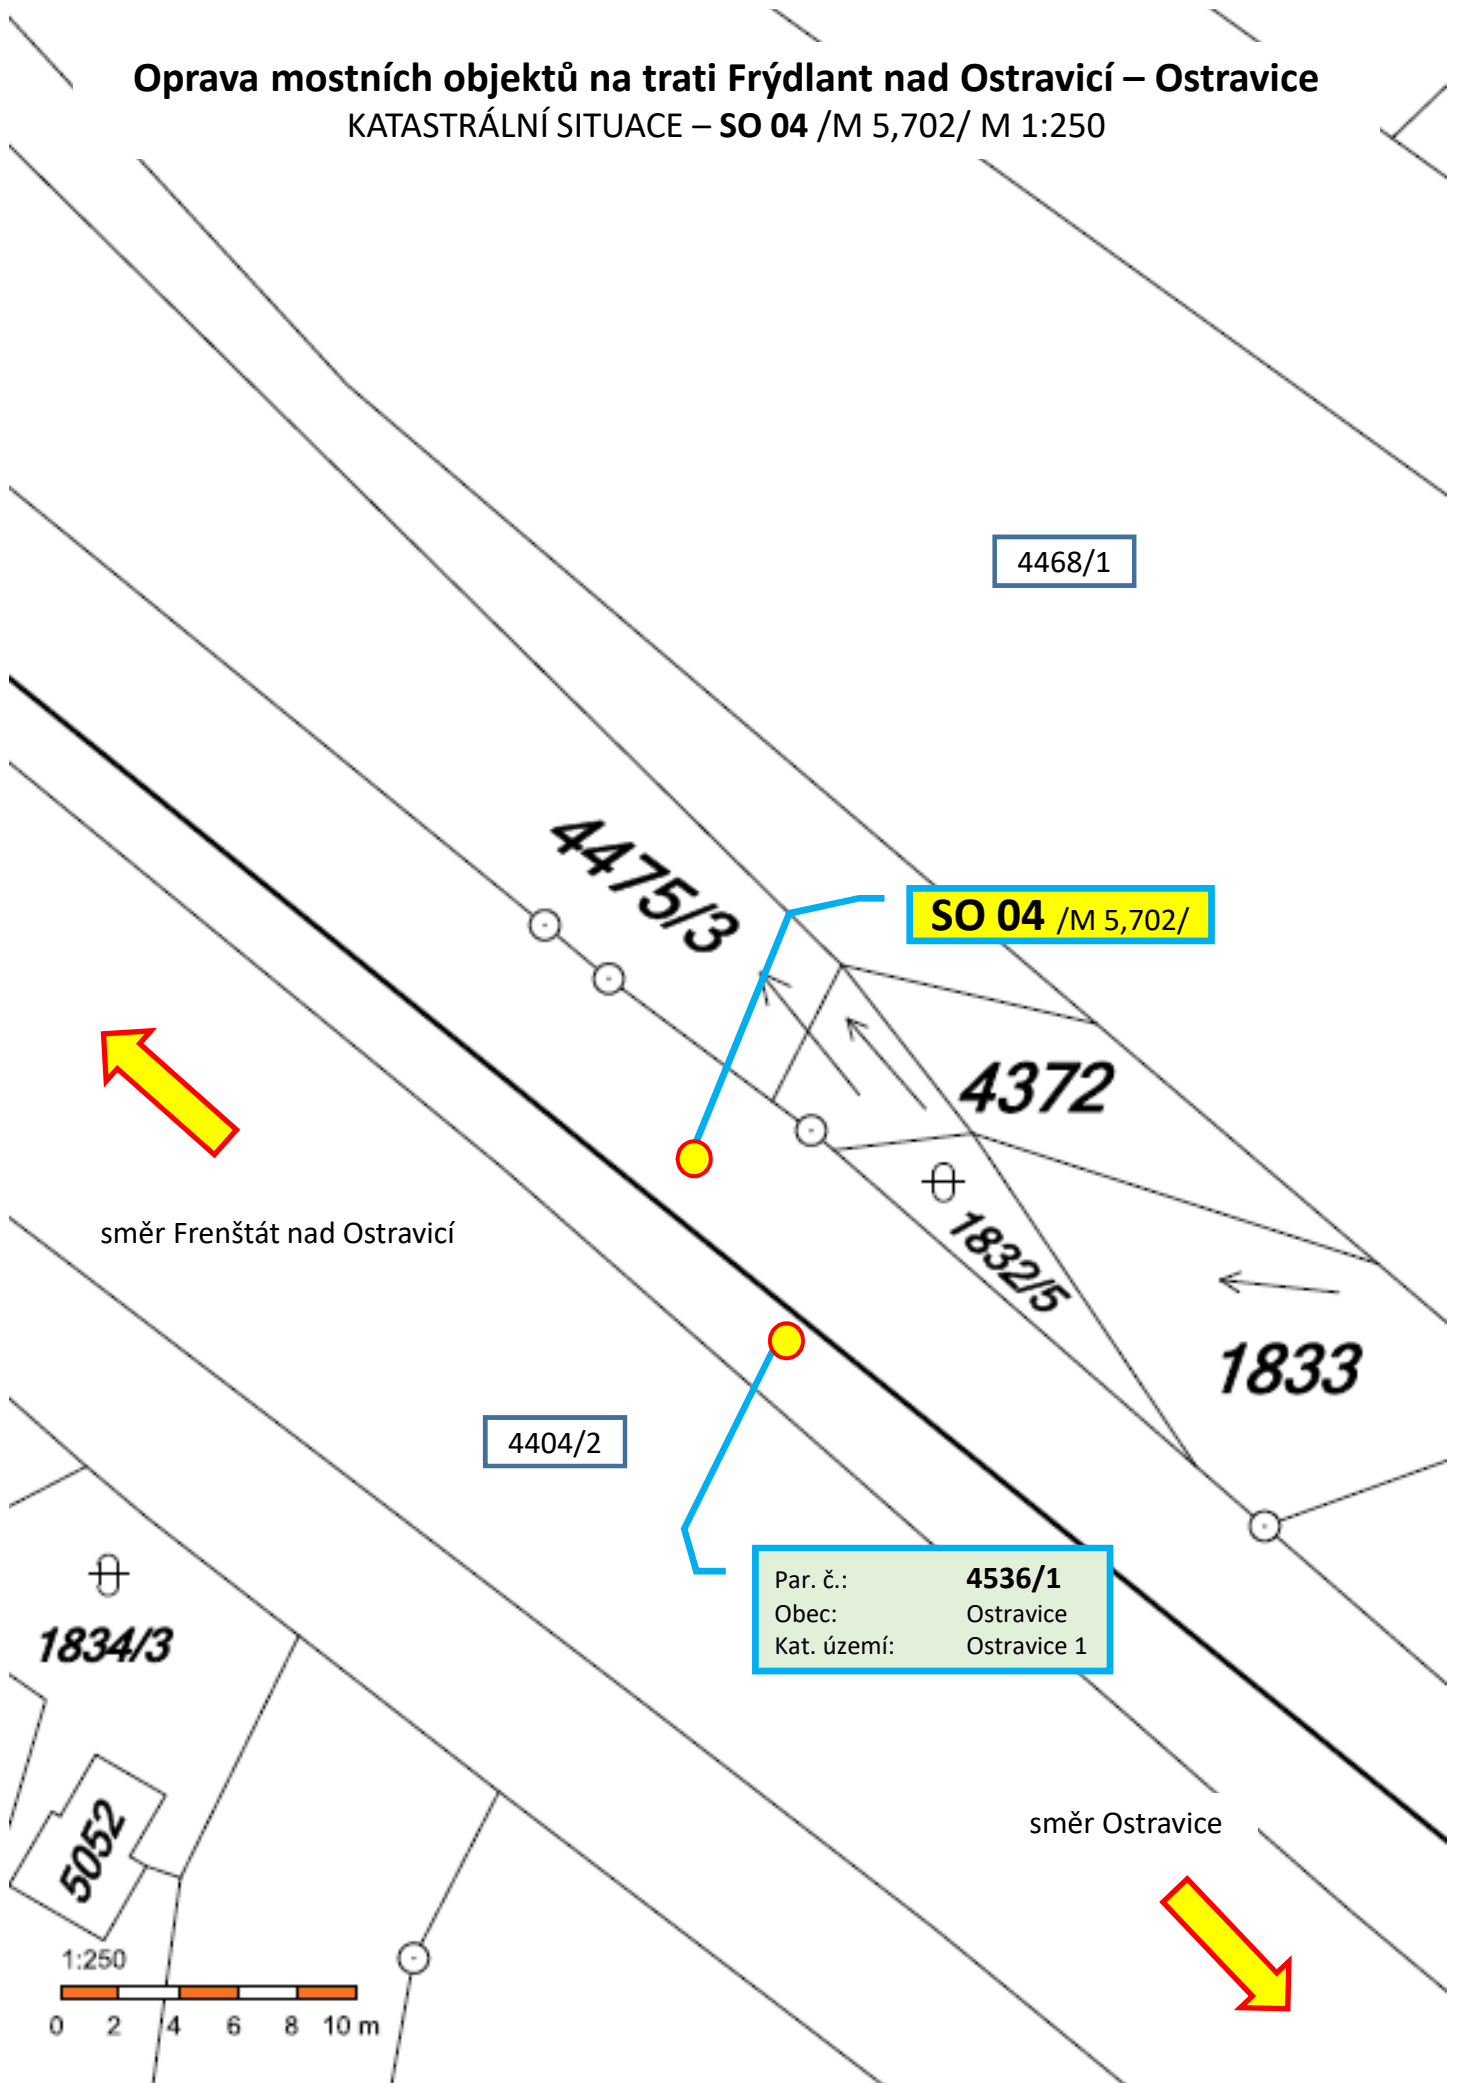 Oprava mostních objektů na trati Frýdlant nad Ostravicí – Ostravice
KATASTRÁLNÍ SITUACE – SO 04 /M 5,702/ M 1:250
4468/1
4475/3
SO 04 /M 5,702/
4372
směr Frenštát nad Ostravicí
1832/5
1833
4404/2
Par. č.: 4536/1
Obec: Ostravice
Kat. území: Ostravice 1
1834/3
5052
směr Ostravice
1:250
0 2 4 6 8 10 m